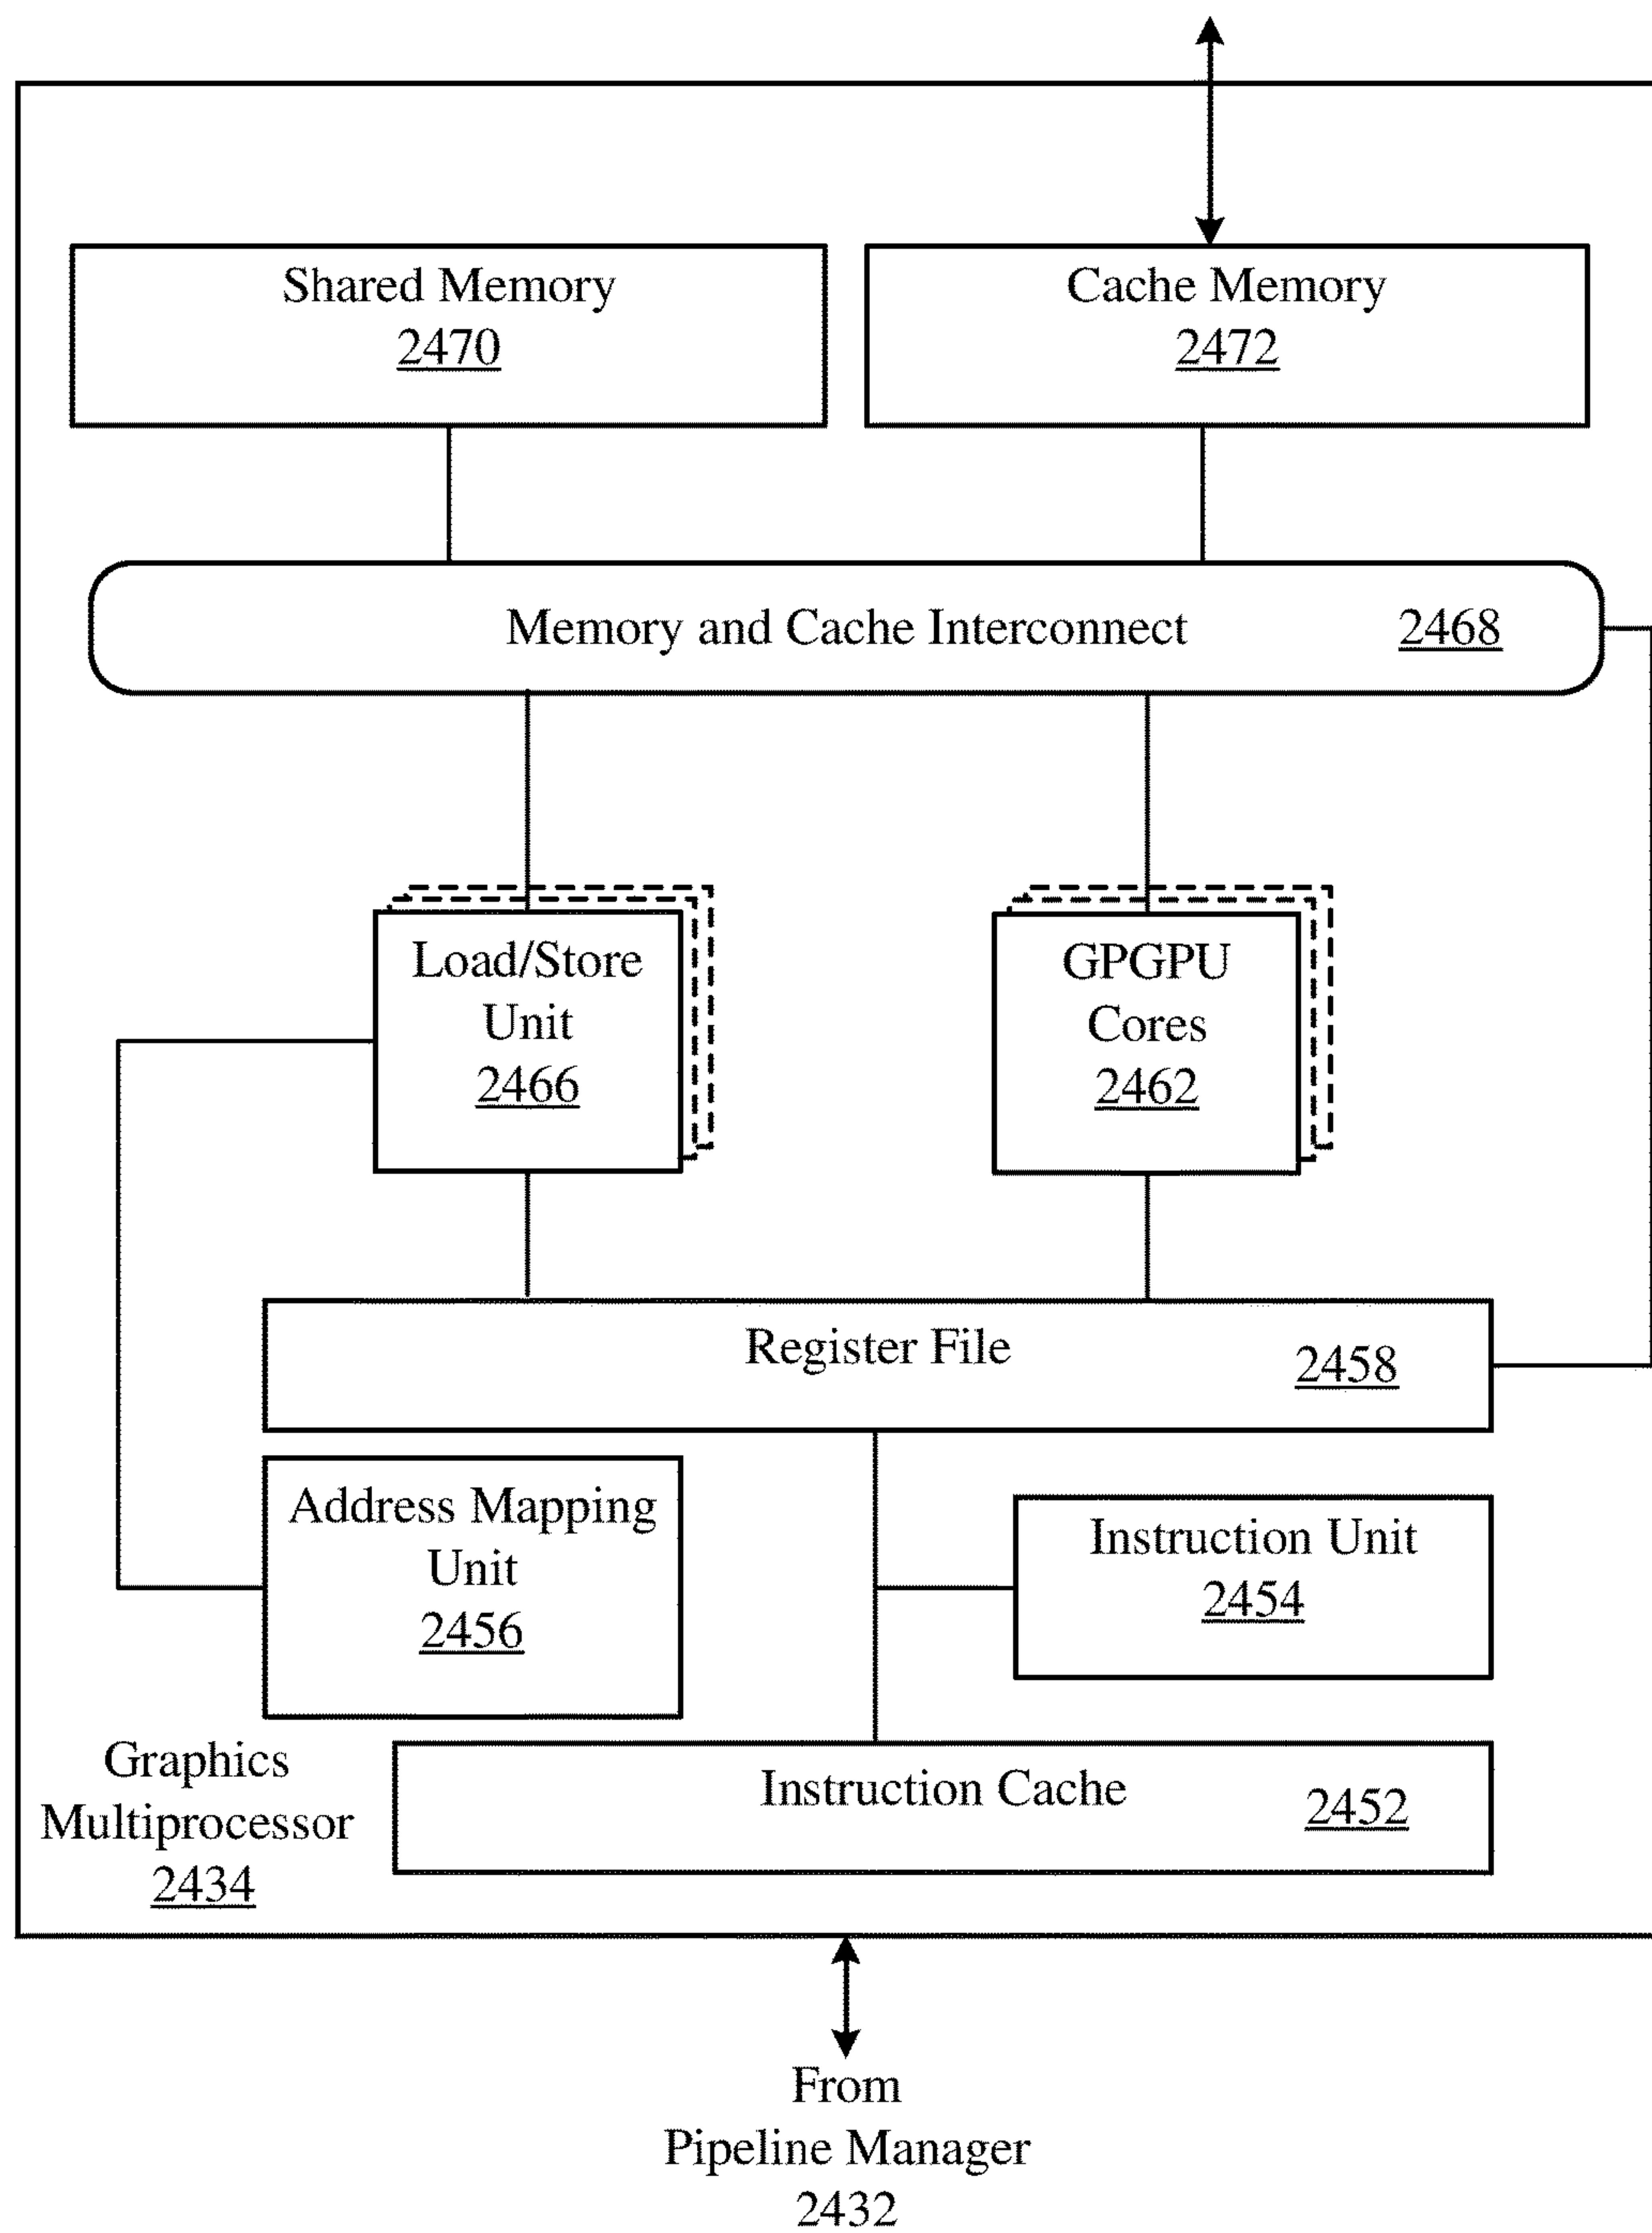 Shared Memory
2470
Cache Memory
2472
Memory and Cache Interconnect 2468
Load/Store
Unit
2466
GPGPU
Cores
2462
Register File 2458
Address Mapping
Unit
2456
Instruction Unit
2454
Graphics
Multiprocessor
2434
Instruction Cache 2452
From
Pipeline Manager
2432